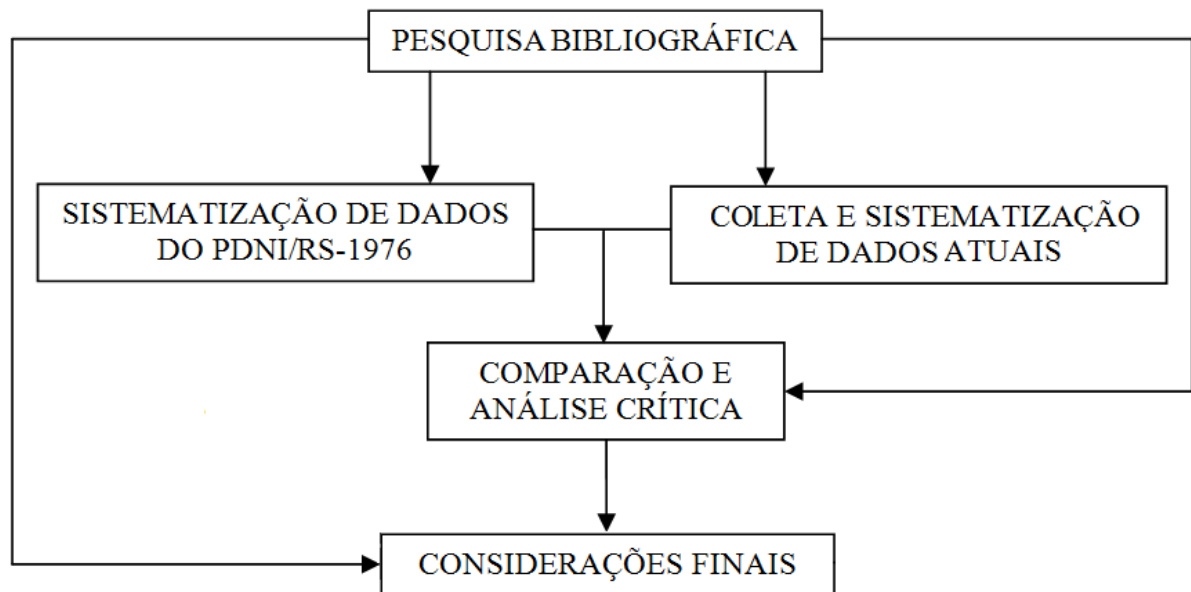 PESQUISA BIBLIOGRÁFICA
SISTEMATIZAÇÃO DE DADOS
DO PDNI/RS-1976
COLETA E SISTEMATIZAÇÃO
DE DADOS ATUAIS
COMPARAÇÃO E
ANÁLISE CRÍTICA
CONSIDERAÇÕES FINAIS